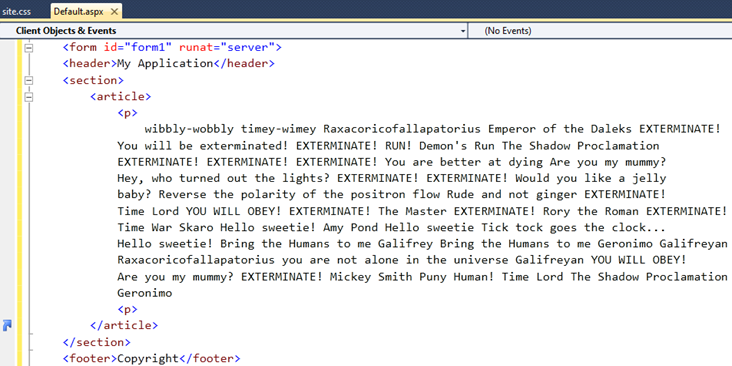 site.css Default.aspx
Client Objects & Events (No Events)
<form id="form1" runat="server">
<header>My Application</header>
<section>
<article>
<p>
wibbly-wobbly timey-wimey Raxacoricofallapatorius Emperor of the Daleks EXTERMINATE!
You will be exterminated! EXTERMINATE! RUN! Demon's Run The Shadow Proclamation
EXTERMINATE! EXTERMINATE! EXTERMINATE! You are better at dying Are you my mummy?
Hey, who turned out the lights? EXTERMINATE! EXTERMINATE! Would you like a jelly
baby? Reverse the polarity of the positron flow Rude and not ginger EXTERMINATE!
Time Lord YOU WILL OBEY! EXTERMINATE! The Master EXTERMINATE! Rory the Roman EXTERMINATE!
Time War Skaro Hello sweetie! Amy Pond Hello sweetie Tick tock goes the clock...
Hello sweetie! Bring the Humans to me Galifrey Bring the Humans to me Geronimo Galifreyan
Raxacoricofallapatorius you are not alone in the universe Galifreyan YOU WILL OBEY!
Are you my mummy? EXTERMINATE! Mickey Smith Puny Human! Time Lord The Shadow Proclamation
Geronimo
<p>
</article>
</section>
<footer>Copyright</footer>